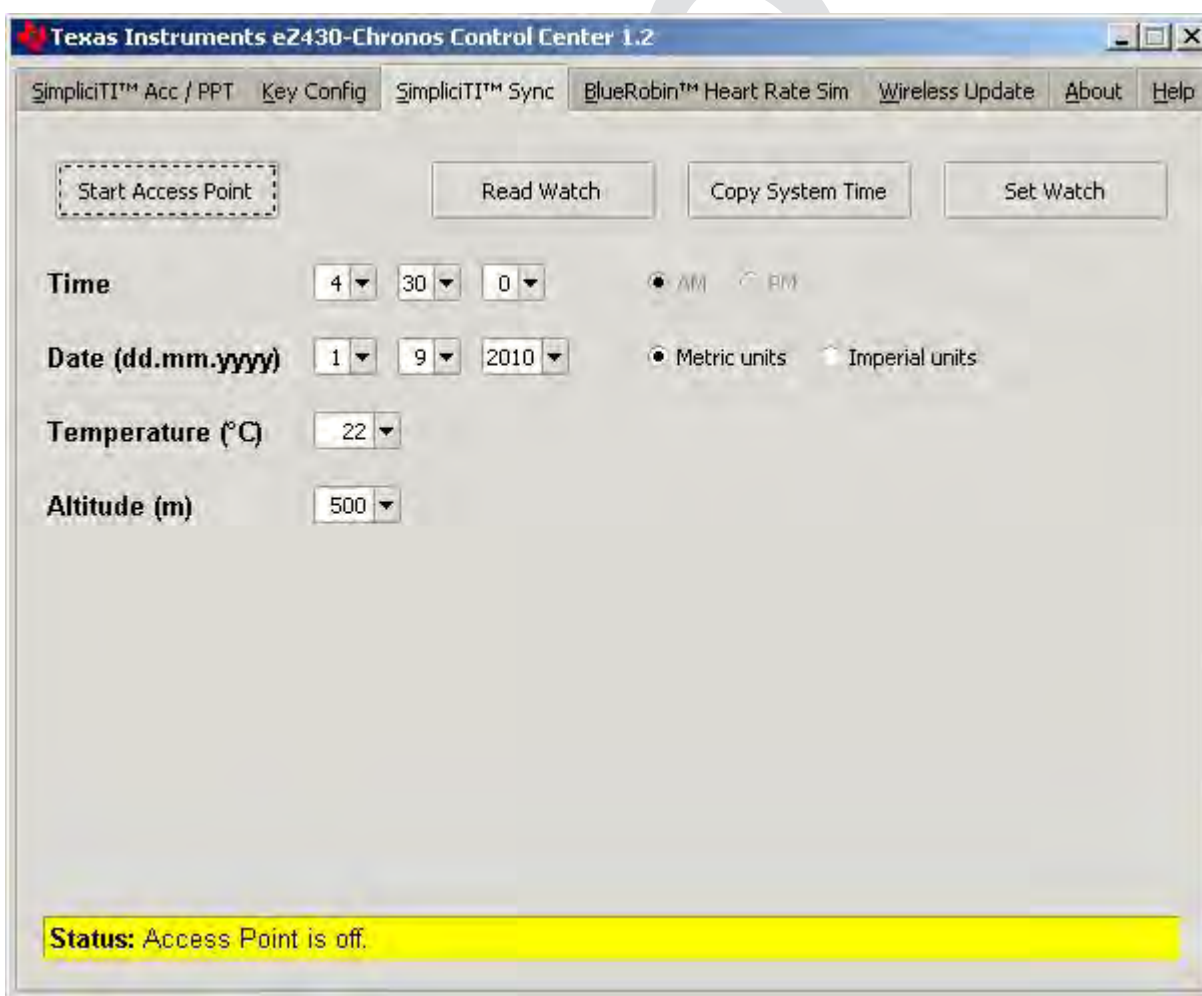 Texas Instruments eZ430-Chronos Control Center 1.2
SimpliciTI™ Acc / PPT Key Config SimpliciTI™ Sync BlueRobin™ Heart Rate Sim Wireless Update About Help
Start Access Point Read Watch Copy System Time Set Watch
Time 4 30 0 AM PM
Date (dd.mm.yyyy) 1 9 2010 Metric units Imperial units
Temperature (°C) 22
Altitude (m) 500
Status: Access Point is off.